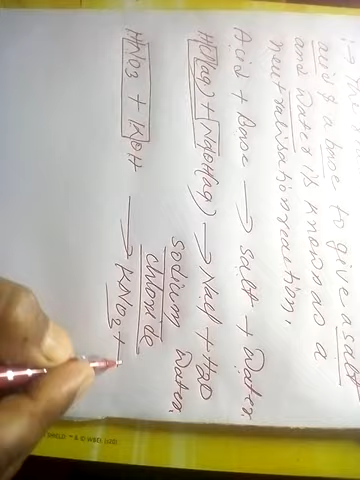 :→ The
acid & a base to give a salt
and water is known as a
neutralisation reaction.
Acid + Base → Salt + Water
HCl(aq) + NaOH(aq) → NaCl + H2O
Sodium Water
chloride
HNO3 + KOH → KNO3 +